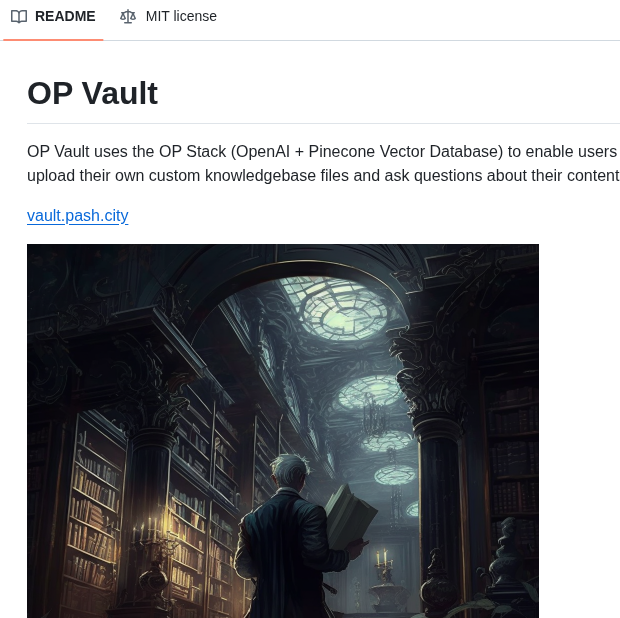 README MIT license
OP Vault
OP Vault uses the OP Stack (OpenAI + Pinecone Vector Database) to enable users
upload their own custom knowledgebase files and ask questions about their content
vault.pash.city